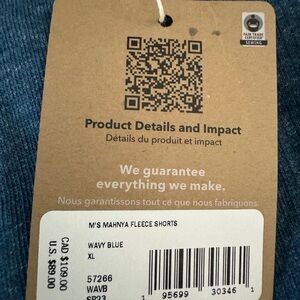 FAIR TRADE
CERTIFIED
SEWING
Product Details and Impact
Détails du produit et impact
We guarantee
everything we make.
Nous garantissons tout ce que nous fabriquons.
M'S MAHNYA FLEECE SHORTS
WAVY BLUE
XL
57266
WAVB
SP23
1 95699 30346 1
CAD $109.00
U.S. $89.00